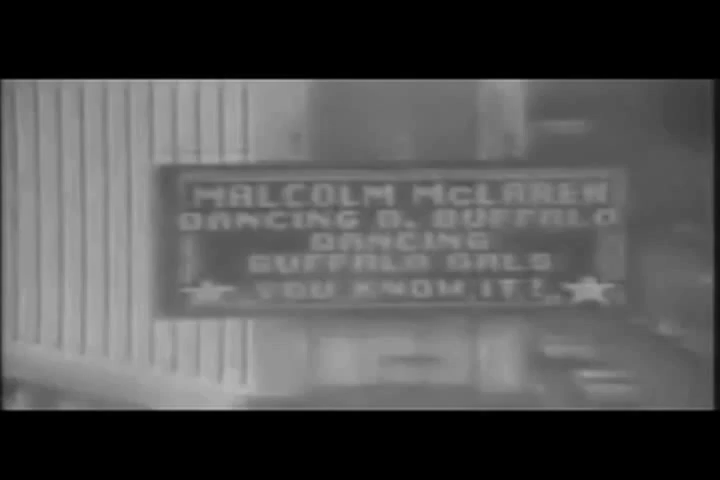 MALCOLM McLAREN
DANCING D. BUFFALO
DANCING
BUFFALO GALS
YOU KNOW IT!